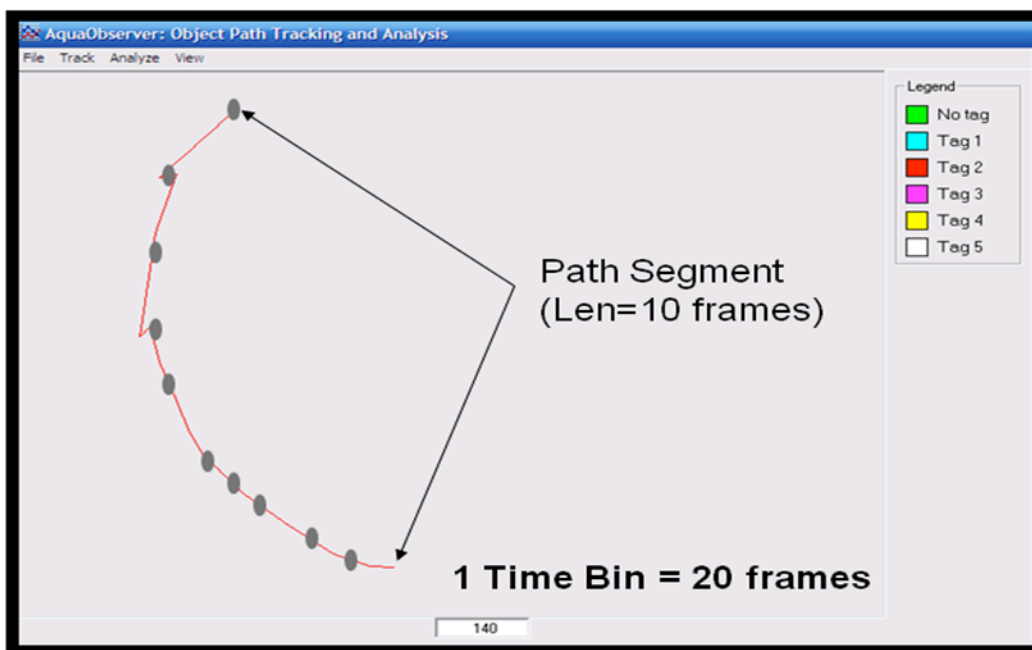 AquaObserver: Object Path Tracking and Analysis
File Track Analyze View
Legend
No tag
Tag 1
Tag 2
Tag 3
Tag 4
Tag 5
Path Segment
(Len=10 frames)
1 Time Bin = 20 frames
140